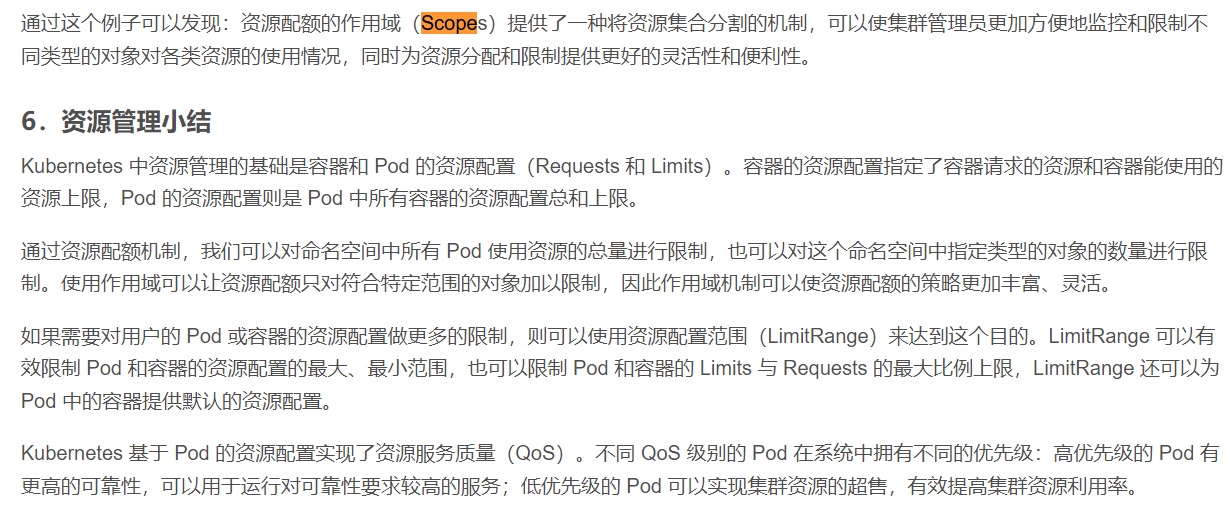 通过这个例子可以发现：资源配额的作用域（Scopes）提供了一种将资源集合分割的机制，可以使集群管理员更加方便地监控和限制不
同类型的对象对各类资源的使用情况，同时为资源分配和限制提供更好的灵活性和便利性。
6．资源管理小结
Kubernetes 中资源管理的基础是容器和 Pod 的资源配置（Requests 和 Limits）。容器的资源配置指定了容器请求的资源和容器能使用的
资源上限，Pod 的资源配置则是 Pod 中所有容器的资源配置总和上限。
通过资源配额机制，我们可以对命名空间中所有 Pod 使用资源的总量进行限制，也可以对这个命名空间中指定类型的对象的数量进行限
制。使用作用域可以让资源配额只对符合特定范围的对象加以限制，因此作用域机制可以使资源配额的策略更加丰富、灵活。
如果需要对用户的 Pod 或容器的资源配置做更多的限制，则可以使用资源配置范围（LimitRange）来达到这个目的。LimitRange 可以有
效限制 Pod 和容器的资源配置的最大、最小范围，也可以限制 Pod 和容器的 Limits 与 Requests 的最大比例上限，LimitRange 还可以为
Pod 中的容器提供默认的资源配置。
Kubernetes 基于 Pod 的资源配置实现了资源服务质量（QoS）。不同 QoS 级别的 Pod 在系统中拥有不同的优先级：高优先级的 Pod 有
更高的可靠性，可以用于运行对可靠性要求较高的服务；低优先级的 Pod 可以实现集群资源的超售，有效提高集群资源利用率。